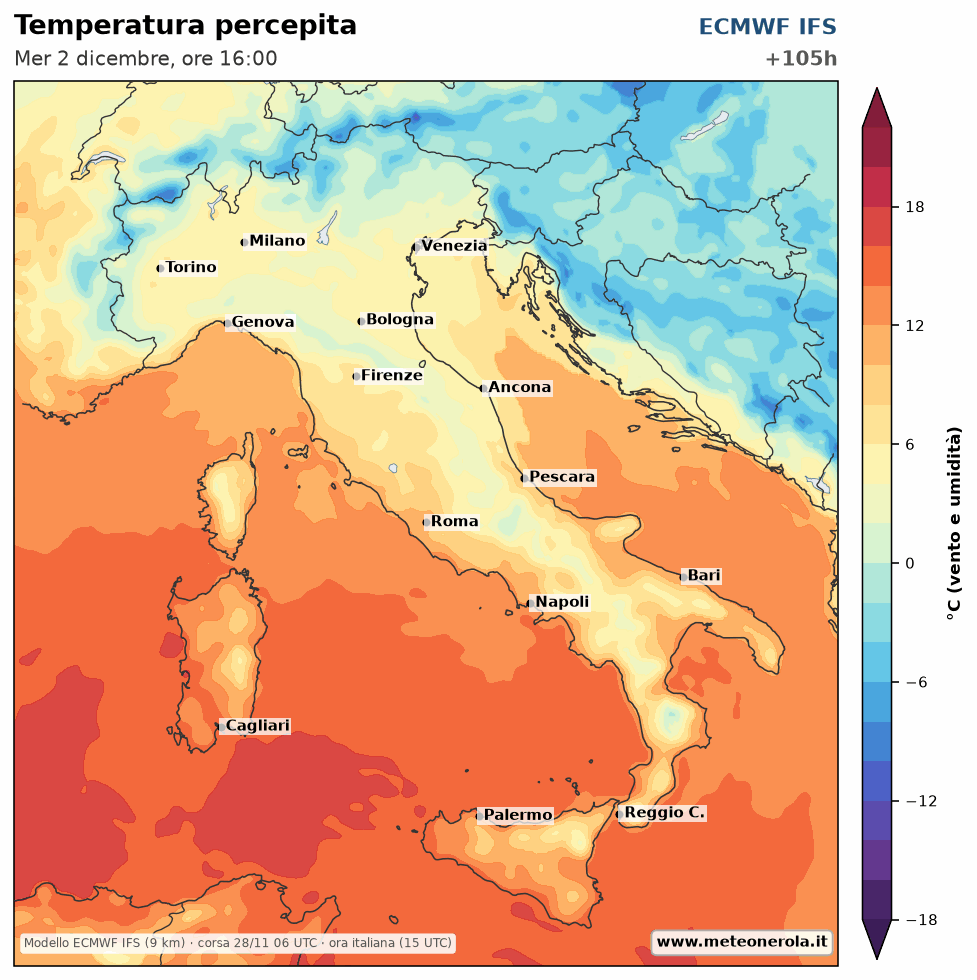 Temperatura percepita
ECMWF IFS
Mer 2 dicembre, ore 16:00
+105h
Milano
Venezia
Torino
Genova
Bologna
Firenze
Ancona
Pescara
Roma
Bari
Napoli
Cagliari
Palermo
Reggio C.
18
12
6
0
−6
−12
−18
°C (vento e umidità)
Modello ECMWF IFS (9 km) · corsa 28/11 06 UTC · ora italiana (15 UTC)
www.meteonerola.it